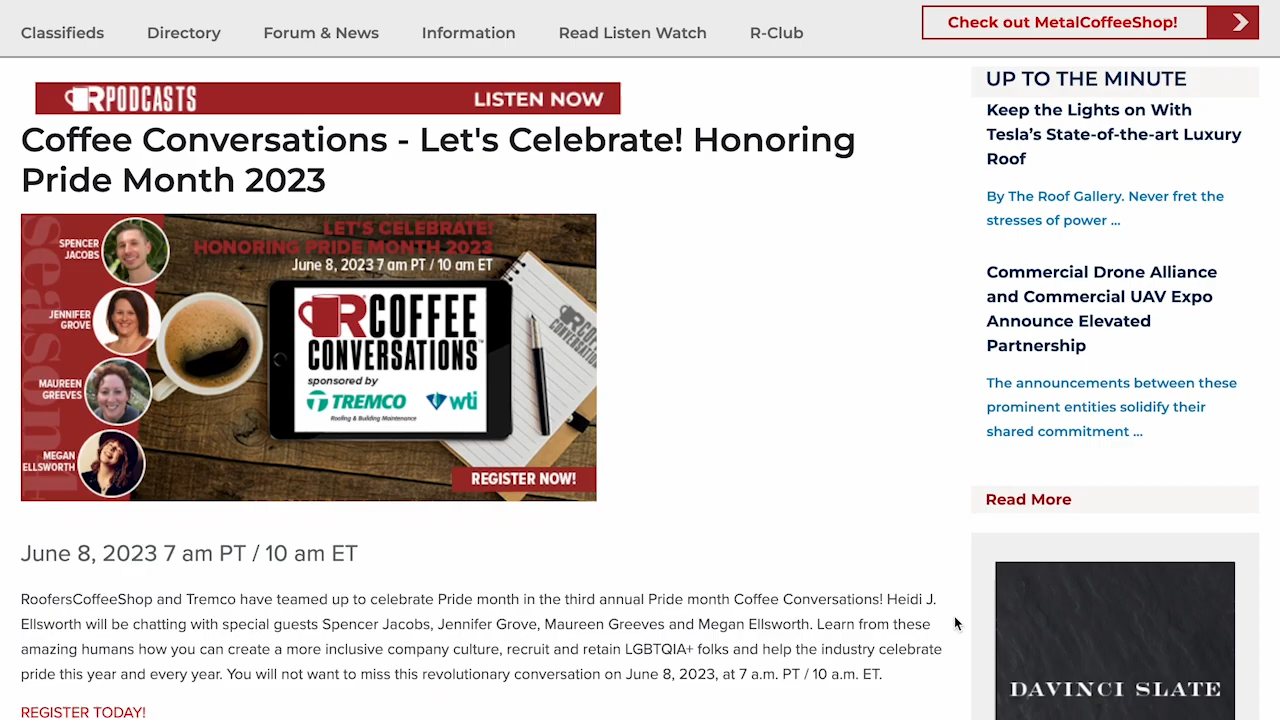 Classifieds
Directory
Forum & News
Information
Read Listen Watch
R-Club
Check out MetalCoffeeShop!
RPODCASTS
LISTEN NOW
Coffee Conversations - Let's Celebrate! Honoring
Pride Month 2023
SPENCER
JACOBS
JENNIFER
GROVE
MAUREEN
GREEVES
MEGAN
ELLSWORTH
LET'S CELEBRATE!
HONORING PRIDE MONTH 2023
June 8, 2023 7 am PT / 10 am ET
RCOFFEE
CONVERSATIONS™
sponsored by
TREMCO
wti
Roofing & Building Maintenance
REGISTER NOW!
June 8, 2023 7 am PT / 10 am ET
RoofersCoffeeShop and Tremco have teamed up to celebrate Pride month in the third annual Pride month Coffee Conversations! Heidi J.
Ellsworth will be chatting with special guests Spencer Jacobs, Jennifer Grove, Maureen Greeves and Megan Ellsworth. Learn from these
amazing humans how you can create a more inclusive company culture, recruit and retain LGBTQIA+ folks and help the industry celebrate
pride this year and every year. You will not want to miss this revolutionary conversation on June 8, 2023, at 7 a.m. PT / 10 a.m. ET.
REGISTER TODAY!
UP TO THE MINUTE
Keep the Lights on With
Tesla’s State-of-the-art Luxury
Roof
By The Roof Gallery. Never fret the
stresses of power ...
Commercial Drone Alliance
and Commercial UAV Expo
Announce Elevated
Partnership
The announcements between these
prominent entities solidify their
shared commitment ...
Read More
DAVINCI SLATE